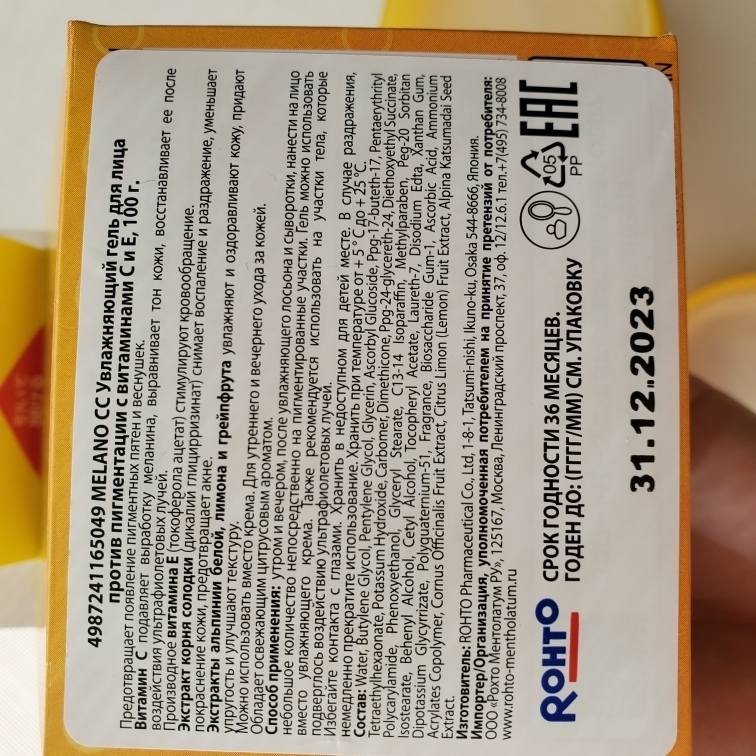 4987241165049 MELANO CC Увлажняющий гель для лица
против пигментации с витаминами С и Е, 100 г.
Предотвращает появление пигментных пятен и веснушек.
Витамин С подавляет выработку меланина, выравнивает тон кожи, восстанавливает ее после
воздействия ультрафиолетовых лучей.
Производное витамина Е (токоферола ацетат) стимулируют кровообращение.
Экстракт корня солодки (дикалий глицирризинат) снимает воспаление и раздражение, уменьшает
покраснение кожи, предотвращает акне.
Экстракты альпинии белой, лимона и грейпфрута увлажняют и оздоравливают кожу, придают
упругость и улучшают текстуру.
Можно использовать вместо крема. Для утреннего и вечернего ухода за кожей.
Обладает освежающим цитрусовым ароматом.
Способ применения: утром и вечером, после увлажняющего лосьона и сыворотки, нанести на лицо
небольшое количество непосредственно на пигментированные участки. Гель можно использовать
вместо увлажняющего крема. Также рекомендуется использовать на участки тела, которые
подверглось воздействию ультрафиолетовых лучей.
Избегайте контакта с глазами. Хранить в недоступном для детей месте. В случае раздражения,
немедленно прекратите использование. Хранить при температуре от +5 °С до +25 °С.
Состав: Water, Butylene Glycol, Pentylene Glycol, Glycerin, Ascorbyl Glucoside, Ppg-17-buteth-17, Pentaerythrityl
Tetraethylhexaonate, Potassum Hydroxide, Carbomer, Dimethicone, Ppg-24-glycereth-24, Diethoxyethyl Succinate,
Polycarylamide, Phenoxyethanol, Glyceryl Stearate, C13-14 Isoparaffin, Methylparaben, Peg-20 Sorbitan
Isostearate, Behenyl Alcohol, Cetyl Alcohol, Tocopheryl Acetate, Laureth-7, Disodium Edta, Xanthan Gum,
Dipotassum Glycyrrizate, Polyquaternium-51, Fragrance, Biosaccharide Gum-1, Ascorbic Acid, Ammonium
Acrylates Copolymer, Cornus Officinalis Fruit Extract, Citrus Limon (Lemon) Fruit Extract, Alpina Katsumadai Seed
Extract.
Изготовитель: ROHTO Pharmaceutical Co., Ltd, 1-8-1, Tatsumi-nishi, Ikuno-ku, Osaka 544-8666, Япония.
Импортер/Организация, уполномоченная потребителем на принятие претензий от потребителя:
ООО «Рохто Ментолатум РУ», 125167, Москва, Ленинградский проспект, 37, оф. 12/12.6.1 тел.+7(495) 734-8008
www.rohto-mentholatum.ru
ROHTO
СРОК ГОДНОСТИ 36 МЕСЯЦЕВ.
ГОДЕН ДО: (ГГГГ/ММ) СМ. УПАКОВКУ
05
PP
EAC
31.12.2023